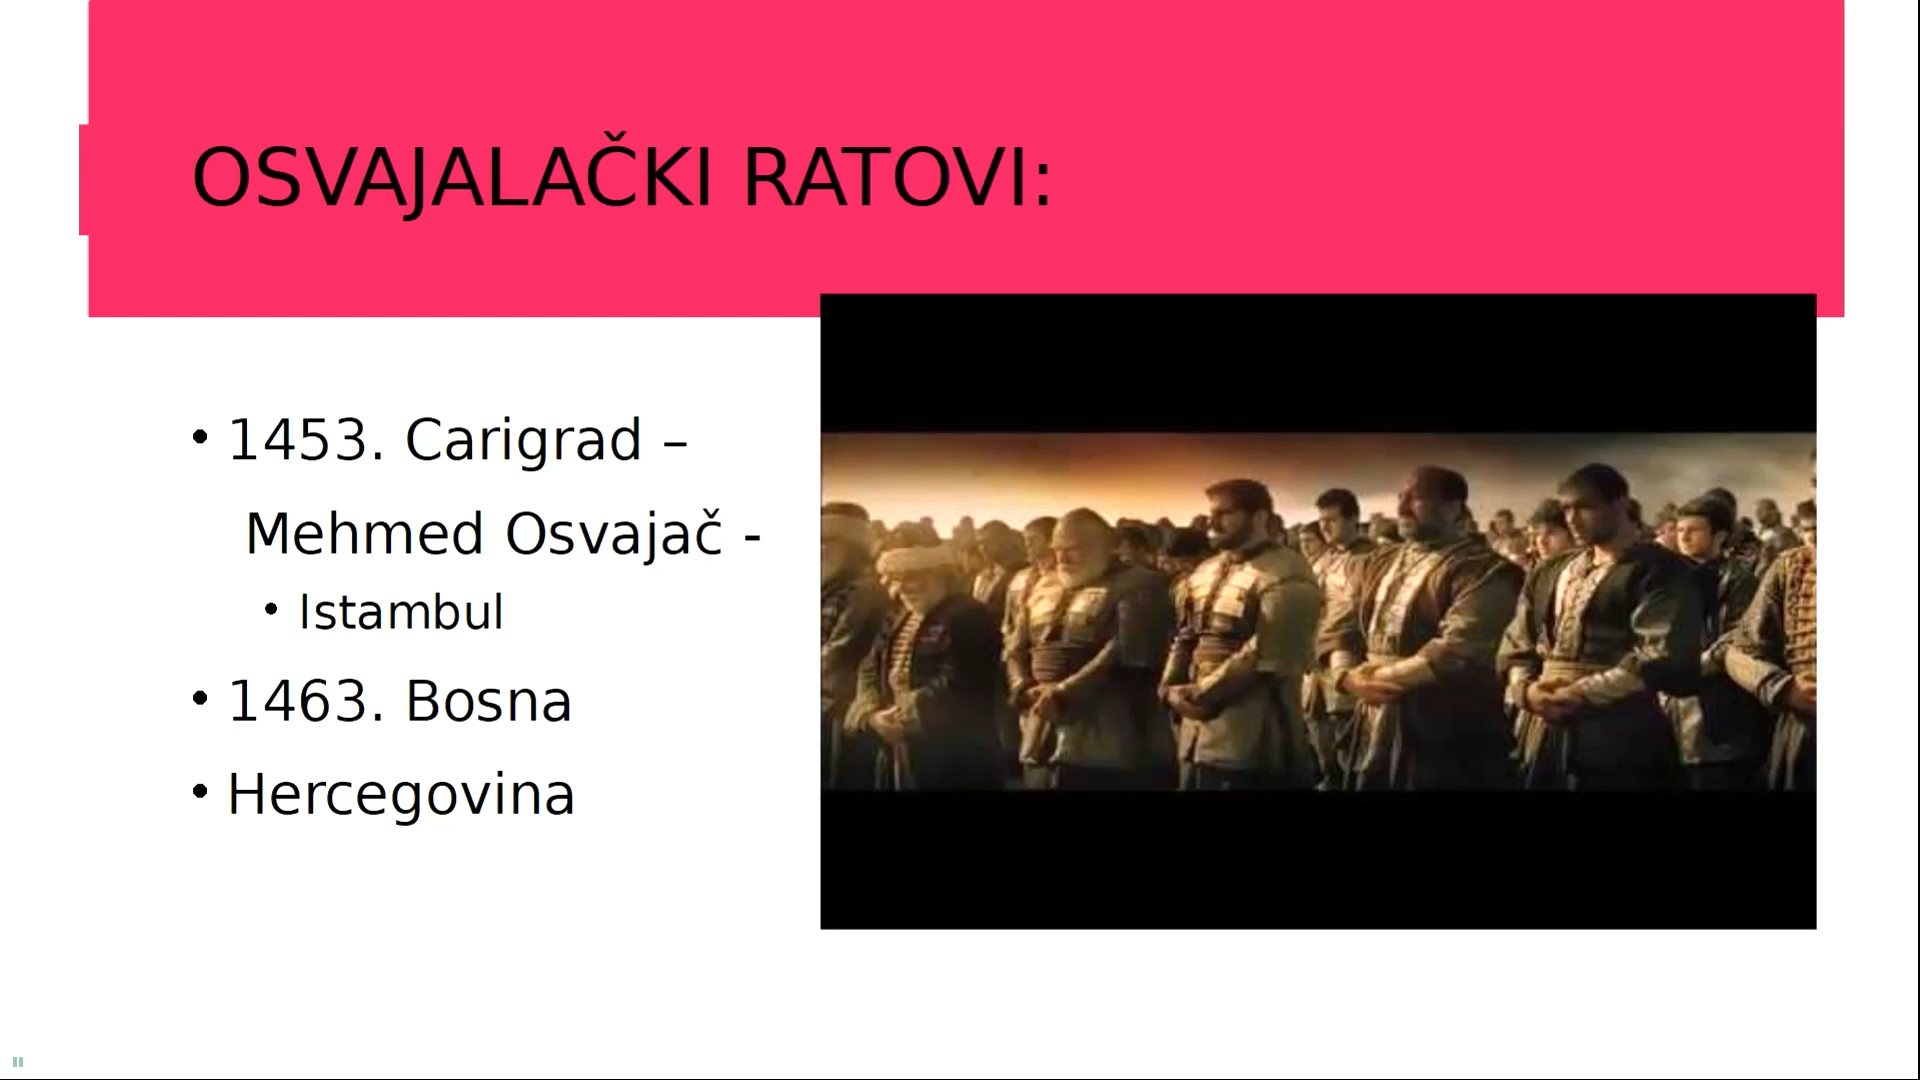 OSVAJALAČKI RATOVI:
• 1453. Carigrad –
Mehmed Osvajač -
• Istambul
• 1463. Bosna
• Hercegovina